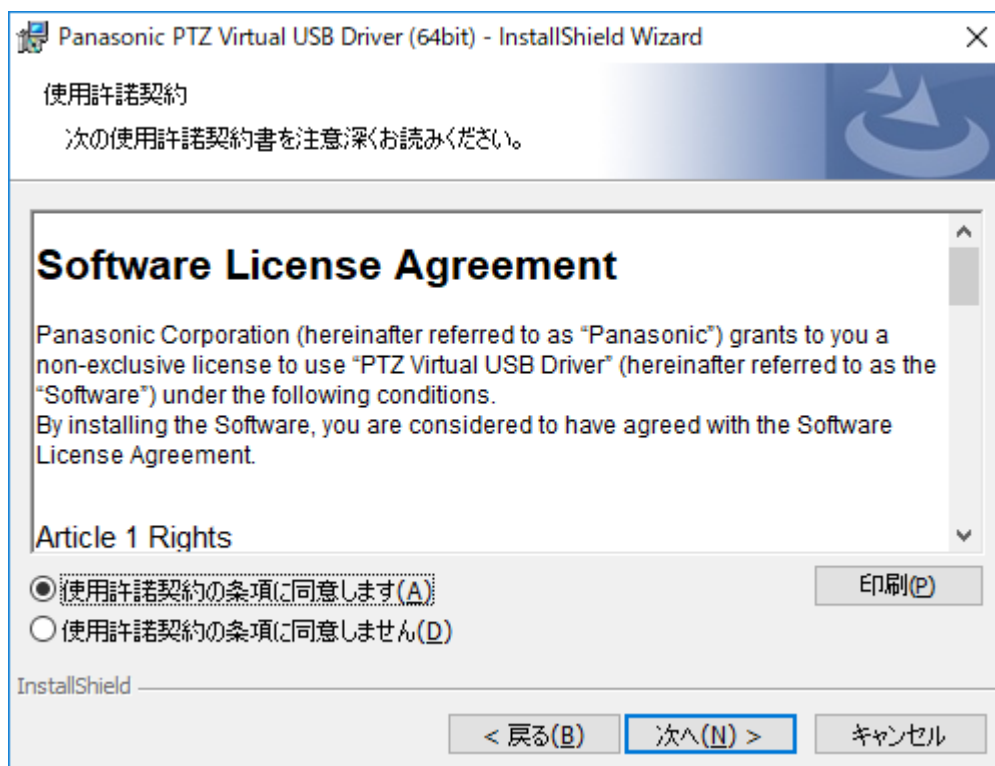 Panasonic PTZ Virtual USB Driver (64bit) - InstallShield Wizard
使用許諾契約
次の使用許諾契約書を注意深くお読みください。
Software License Agreement
Panasonic Corporation (hereinafter referred to as “Panasonic”) grants to you a
non-exclusive license to use “PTZ Virtual USB Driver” (hereinafter referred to as the
“Software”) under the following conditions.
By installing the Software, you are considered to have agreed with the Software
License Agreement.
Article 1 Rights
使用許諾契約の条項に同意します(A)
印刷(P)
使用許諾契約の条項に同意しません(D)
InstallShield
< 戻る(B)
次へ(N) >
キャンセル